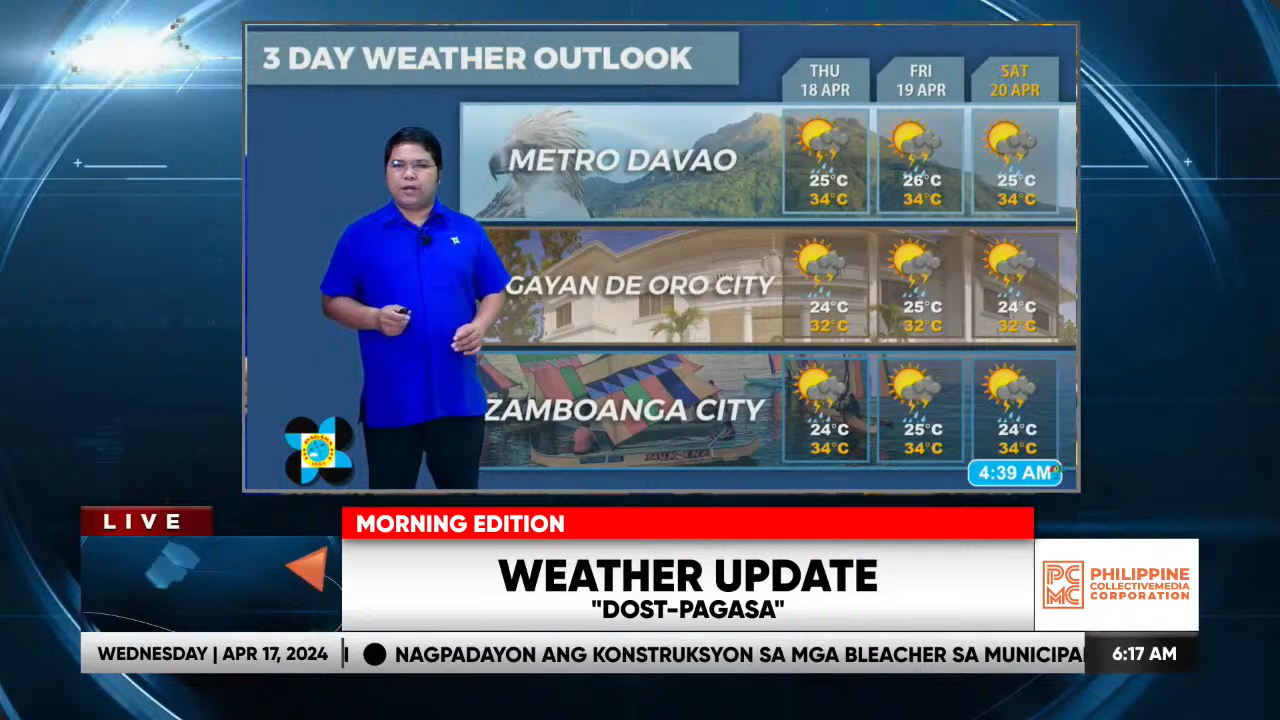 3 DAY WEATHER OUTLOOK
THU
18 APR
FRI
19 APR
SAT
20 APR
METRO DAVAO
25°C
34°C
26°C
34°C
25°C
34°C
GAYAN DE ORO CITY
24°C
32°C
25°C
32°C
24°C
32°C
ZAMBOANGA CITY
24°C
34°C
25°C
34°C
24°C
34°C
4:39 AM
LIVE
MORNING EDITION
WEATHER UPDATE
"DOST-PAGASA"
PCMC
PHILIPPINE
COLLECTIVEMEDIA
CORPORATION
WEDNESDAY | APR 17, 2024
NAGPADAYON ANG KONSTRUKSYON SA MGA BLEACHER SA MUNICIPA
6:17 AM